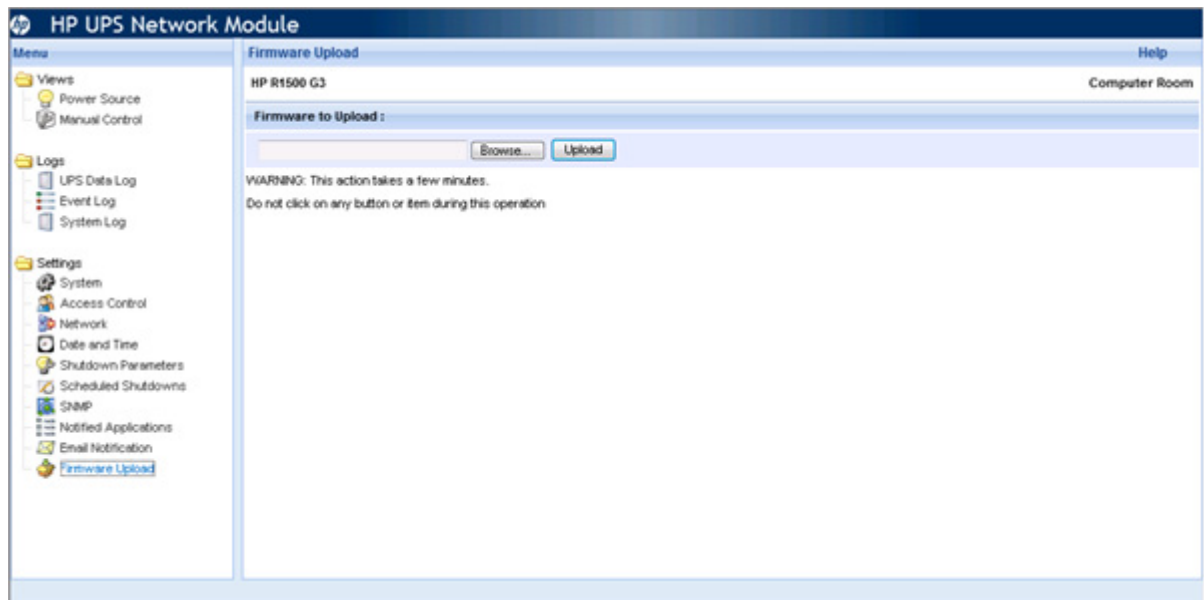 hp HP UPS Network Module
Menu
Views
Power Source
Manual Control
Logs
UPS Data Log
Event Log
System Log
Settings
System
Access Control
Network
Date and Time
Shutdown Parameters
Scheduled Shutdowns
SNMP
Notified Applications
Email Notification
Firmware Upload
Firmware Upload Help
HP R1500 G3 Computer Room
Firmware to Upload :
Browse... Upload
WARNING: This action takes a few minutes.
Do not click on any button or item during this operation